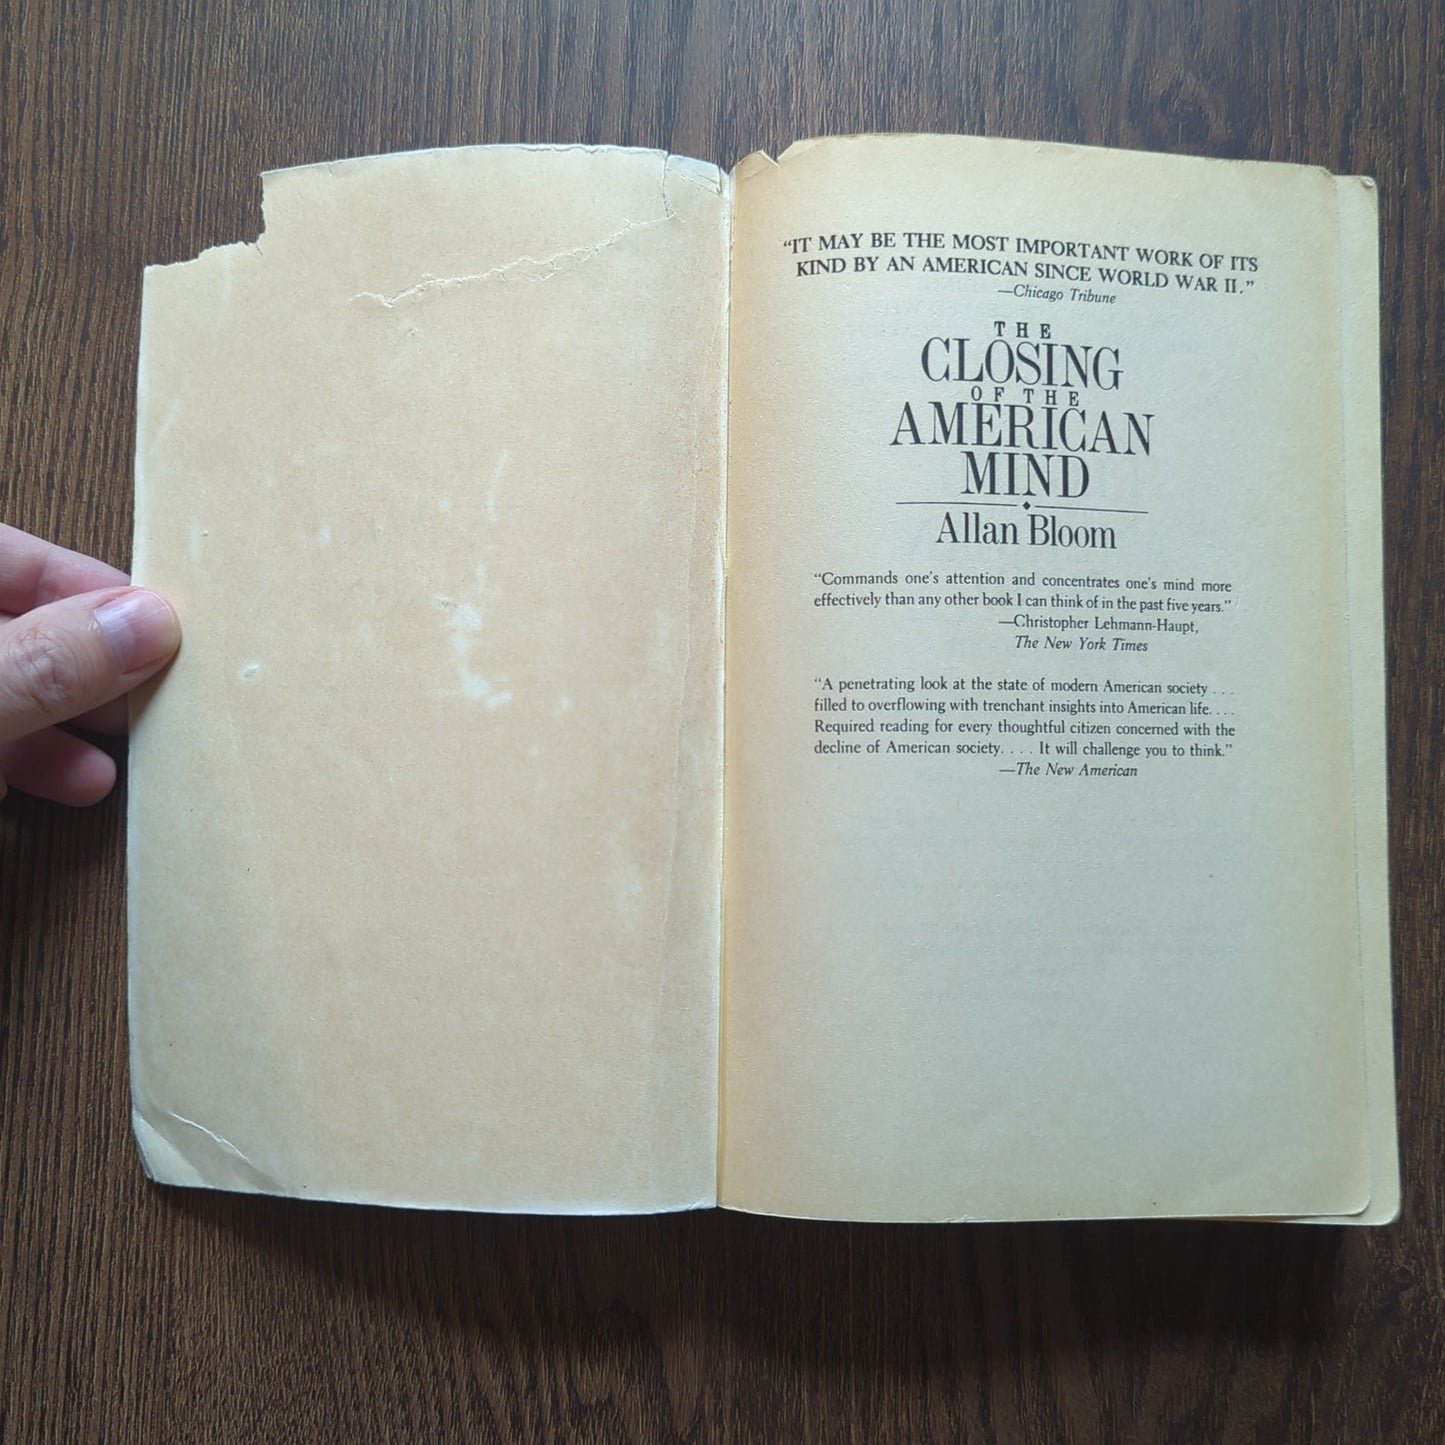 “IT MAY BE THE MOST IMPORTANT WORK OF ITS
KIND BY AN AMERICAN SINCE WORLD WAR II.”
—Chicago Tribune
THE
CLOSING
OF THE
AMERICAN
MIND
Allan Bloom
“Commands one’s attention and concentrates one’s mind more
effectively than any other book I can think of in the past five years.”
—Christopher Lehmann-Haupt,
The New York Times
“A penetrating look at the state of modern American society . . .
filled to overflowing with trenchant insights into American life. . . .
Required reading for every thoughtful citizen concerned with the
decline of American society. . . . It will challenge you to think.”
—The New American